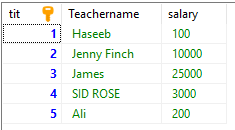 tit Teachername salary
1 Haseeb 100
2 Jenny Finch 10000
3 James 25000
4 SID ROSE 3000
5 Ali 200